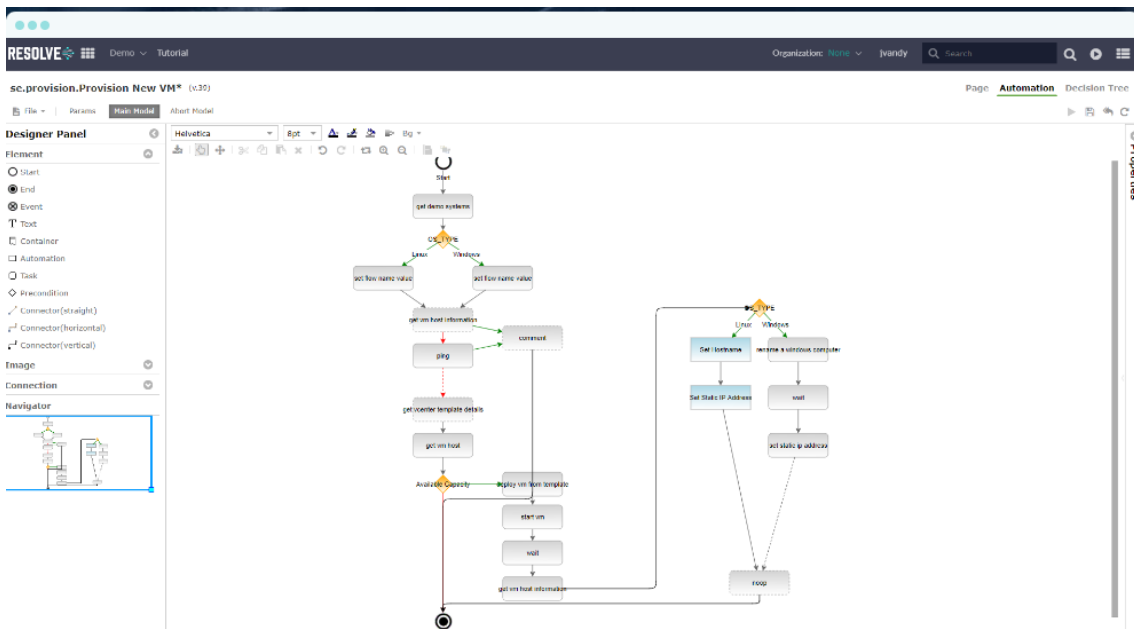 RESOLVE Demo Tutorial Organization: None jvandy Search
sc.provision.Provision New VM* (v.39) Page Automation Decision Tree
File Params Main Model Abort Model
Designer Panel Helvetica 8pt Bg
Element
Start
End
Event
Text
Container
Automation
Task
Precondition
Connector(straight)
Connector(horizontal)
Connector(vertical)
Image
Connection
Navigator
Properties
Start
get demo systems
OS_TYPE
Linux Windows
set flow name value set flow name value
get vm host information
comment
ping
get vcenter template details
get vm host
Available Capacity deploy vm from template
start vm
wait
get vm host information
OS_TYPE
Linux Windows
Set Hostname rename a windows computer
Set Static IP Address wait
set static ip address
noop